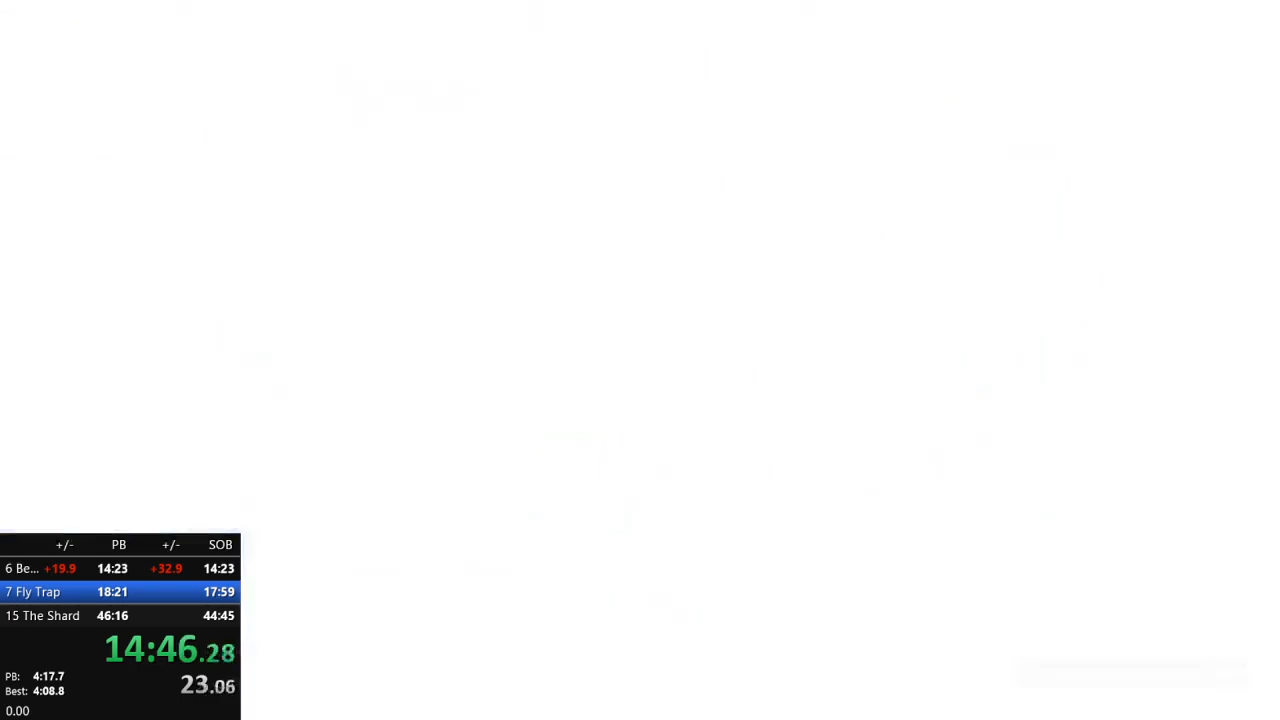 +/- PB +/- SOB
6 Be... +19.9 14:23 +32.9 14:23
7 Fly Trap 18:21 17:59
15 The Shard 46:16 44:45
14:46.28
PB: 4:17.7
23.06
Best: 4:08.8
0.00